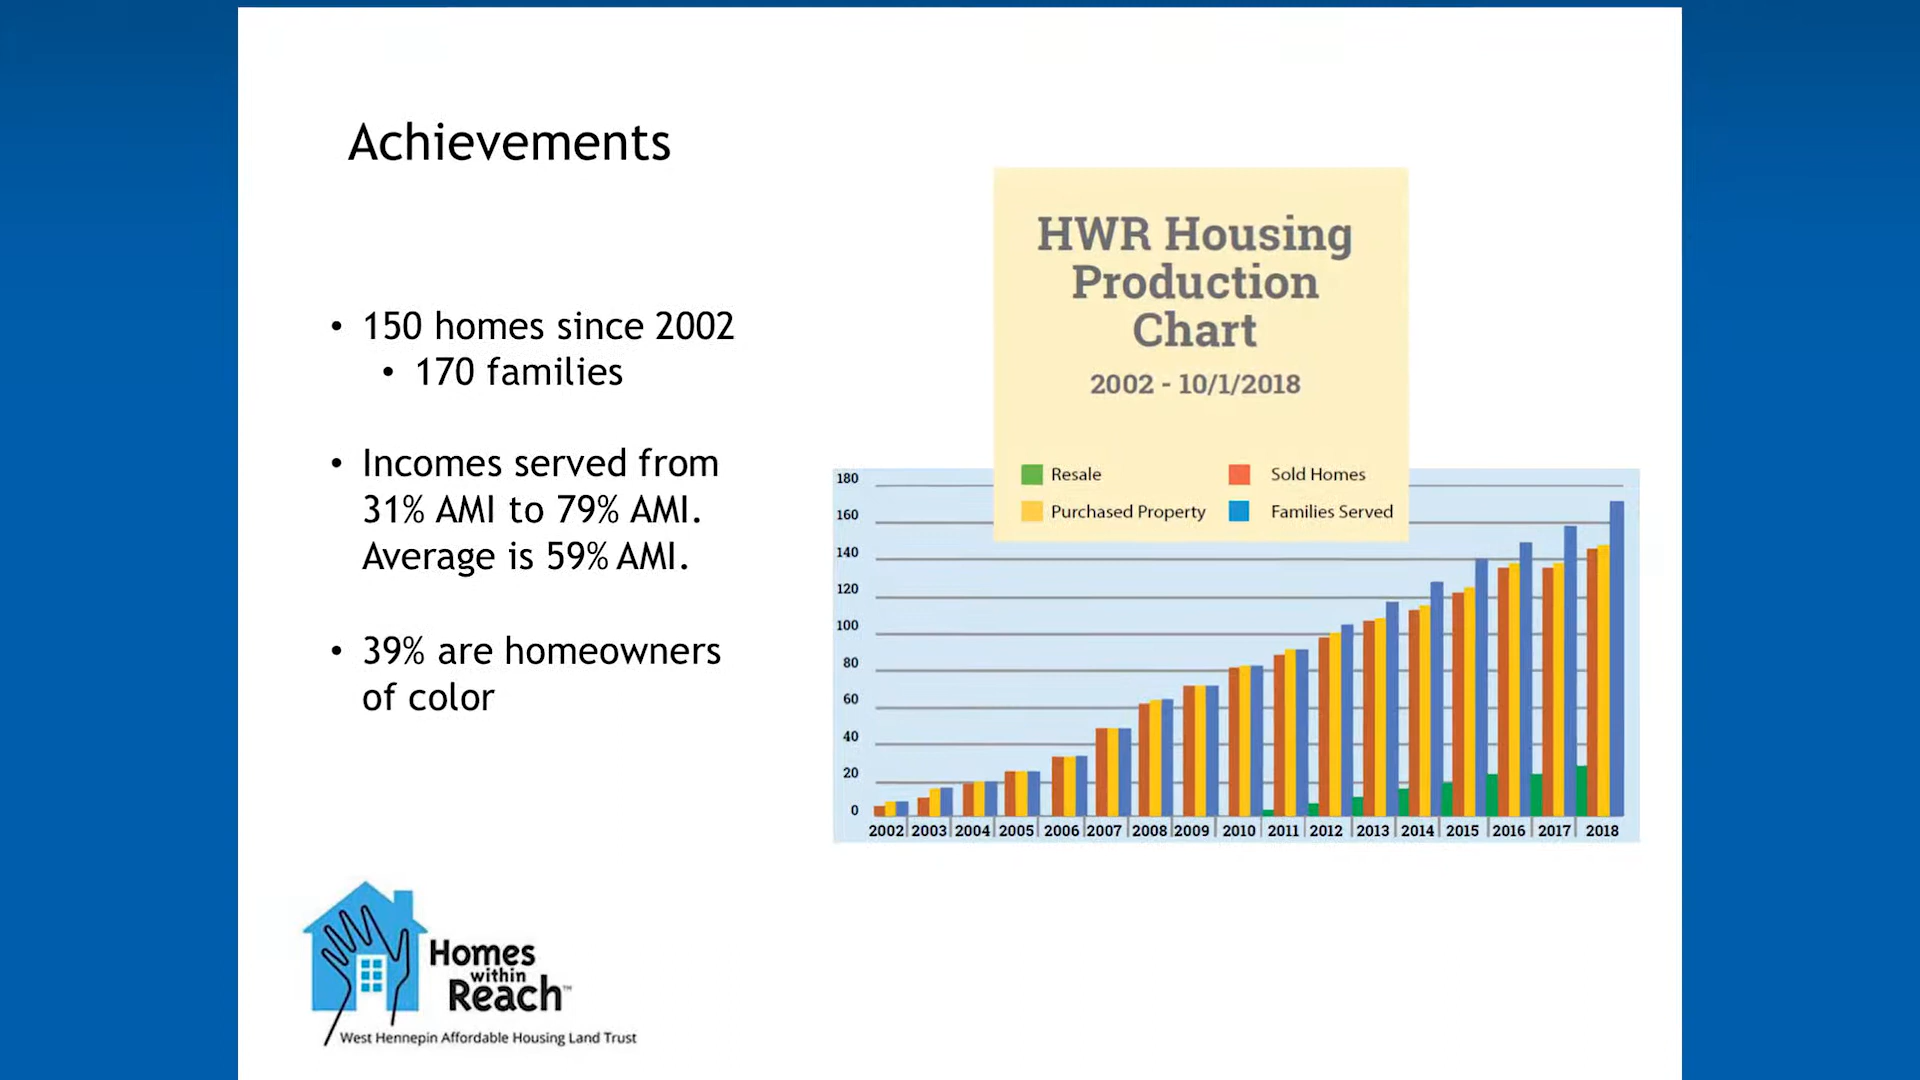 Achievements
• 150 homes since 2002
• 170 families
• Incomes served from
31% AMI to 79% AMI.
Average is 59% AMI.
• 39% are homeowners
of color
HWR Housing
Production
Chart
2002 - 10/1/2018
Resale
Sold Homes
Purchased Property
Families Served
180
160
140
120
100
80
60
40
20
0
2002 2003 2004 2005 2006 2007 2008 2009 2010 2011 2012 2013 2014 2015 2016 2017 2018
Homes
within
Reach™
West Hennepin Affordable Housing Land Trust